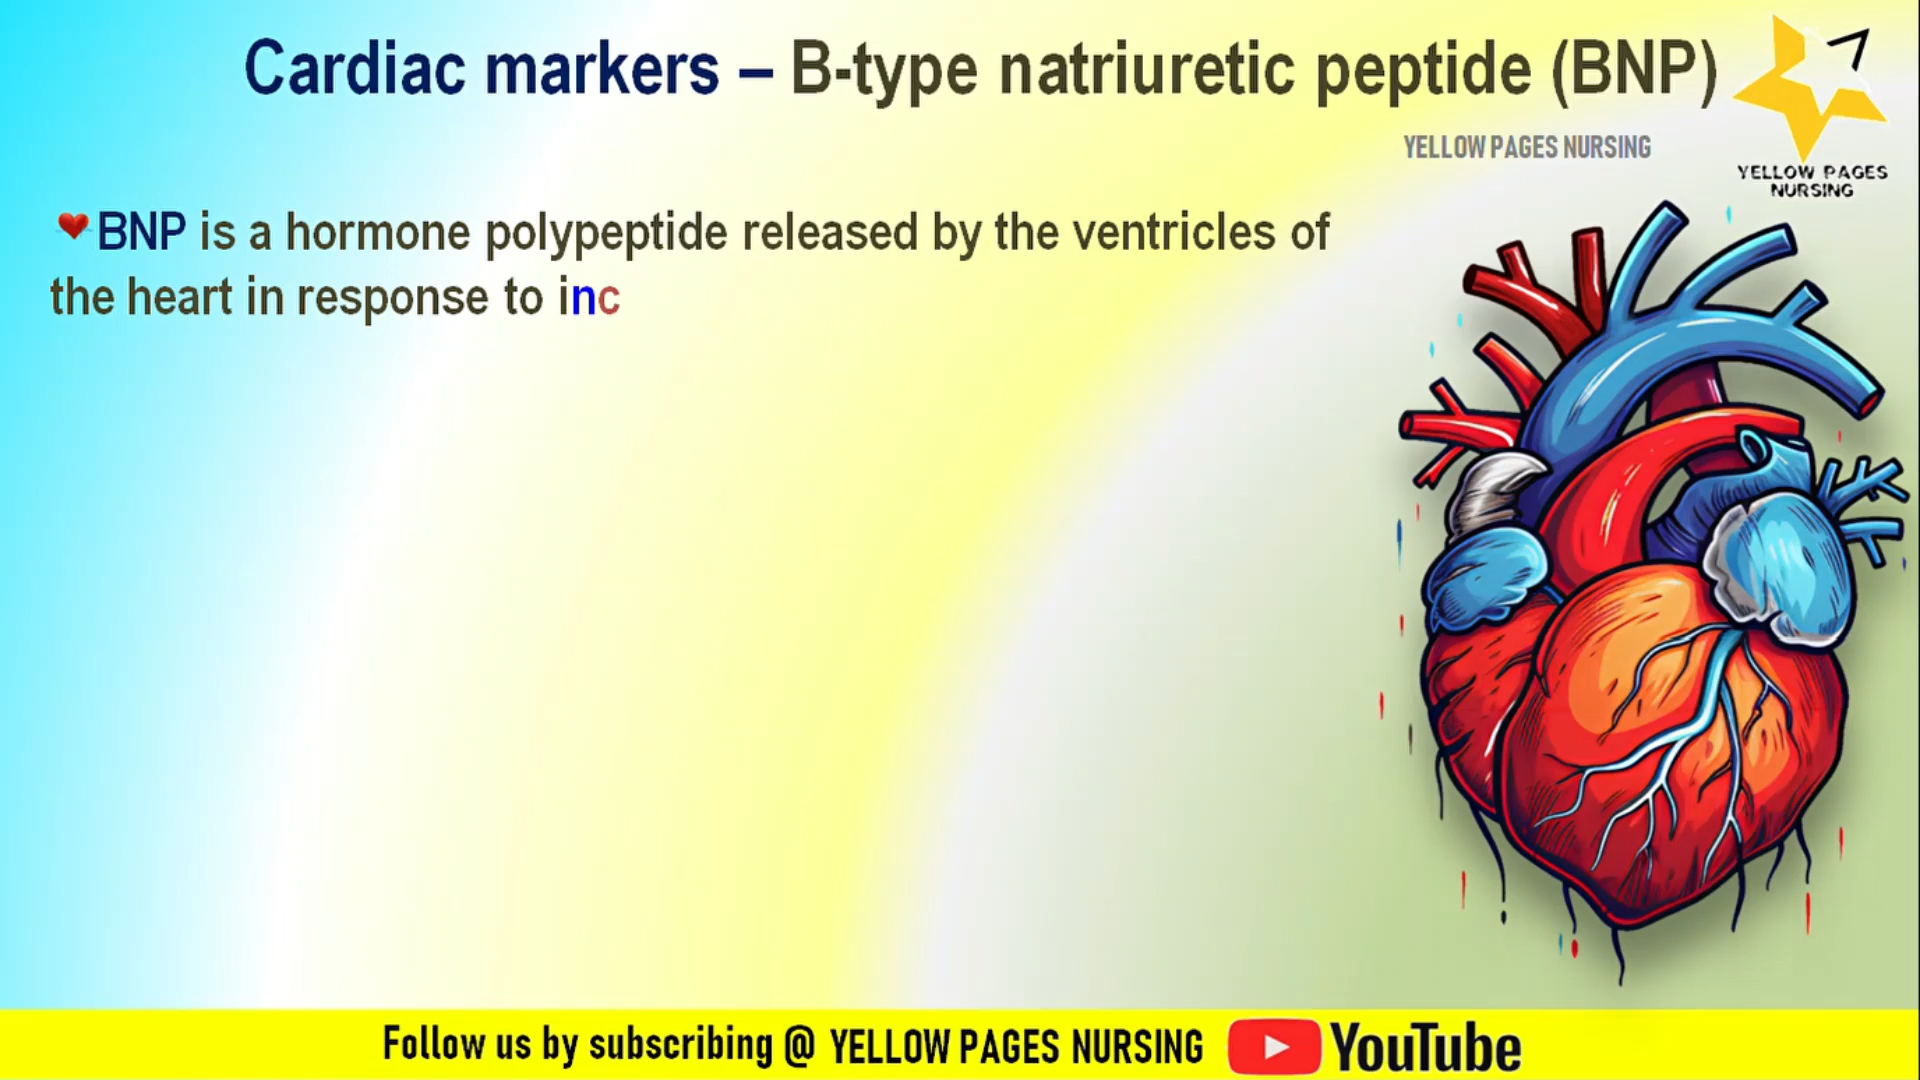 Cardiac markers – B-type natriuretic peptide (BNP)
YELLOW PAGES NURSING
YELLOW PAGES
NURSING
BNP is a hormone polypeptide released by the ventricles of
the heart in response to inc
Follow us by subscribing @ YELLOW PAGES NURSING YouTube